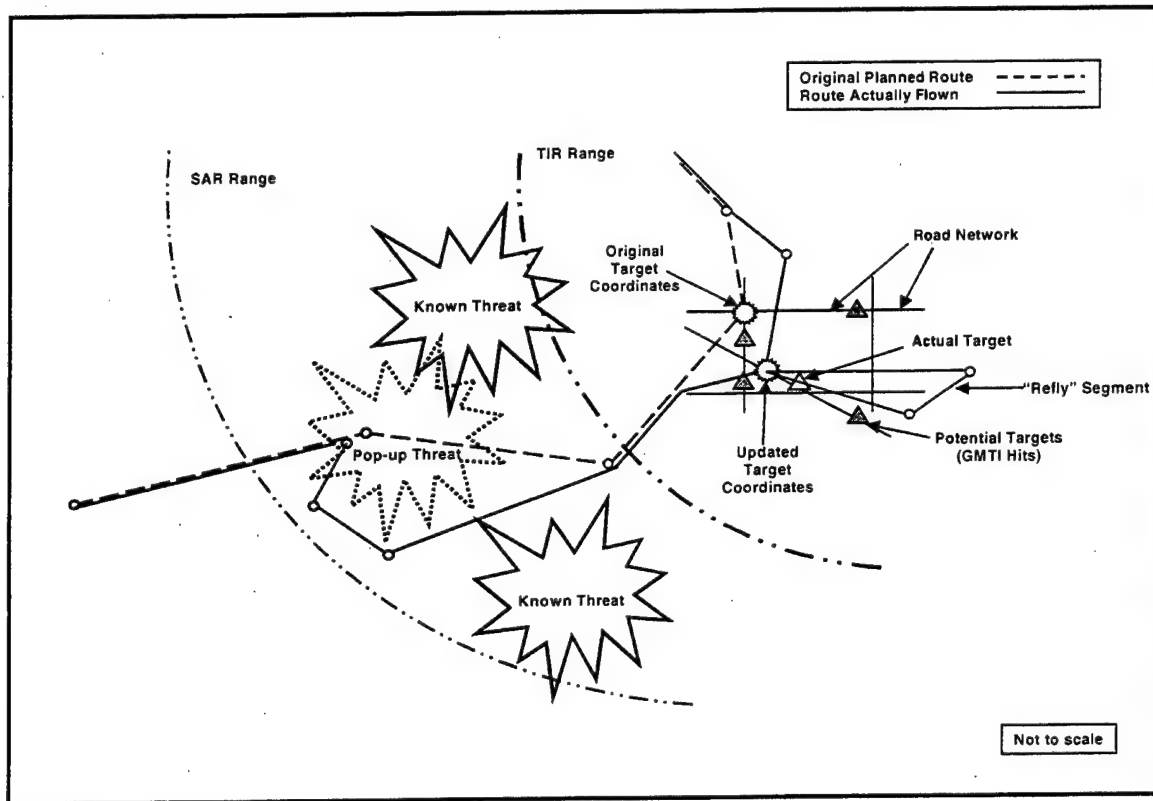 Original Planned Route
Route Actually Flown
TIR Range
SAR Range
Road Network
Original
Target
Coordinates
Known Threat
Actual Target
"Refly" Segment
Pop-up Threat
Updated
Target
Coordinates
Potential Targets
(GMTI Hits)
Known Threat
Not to scale